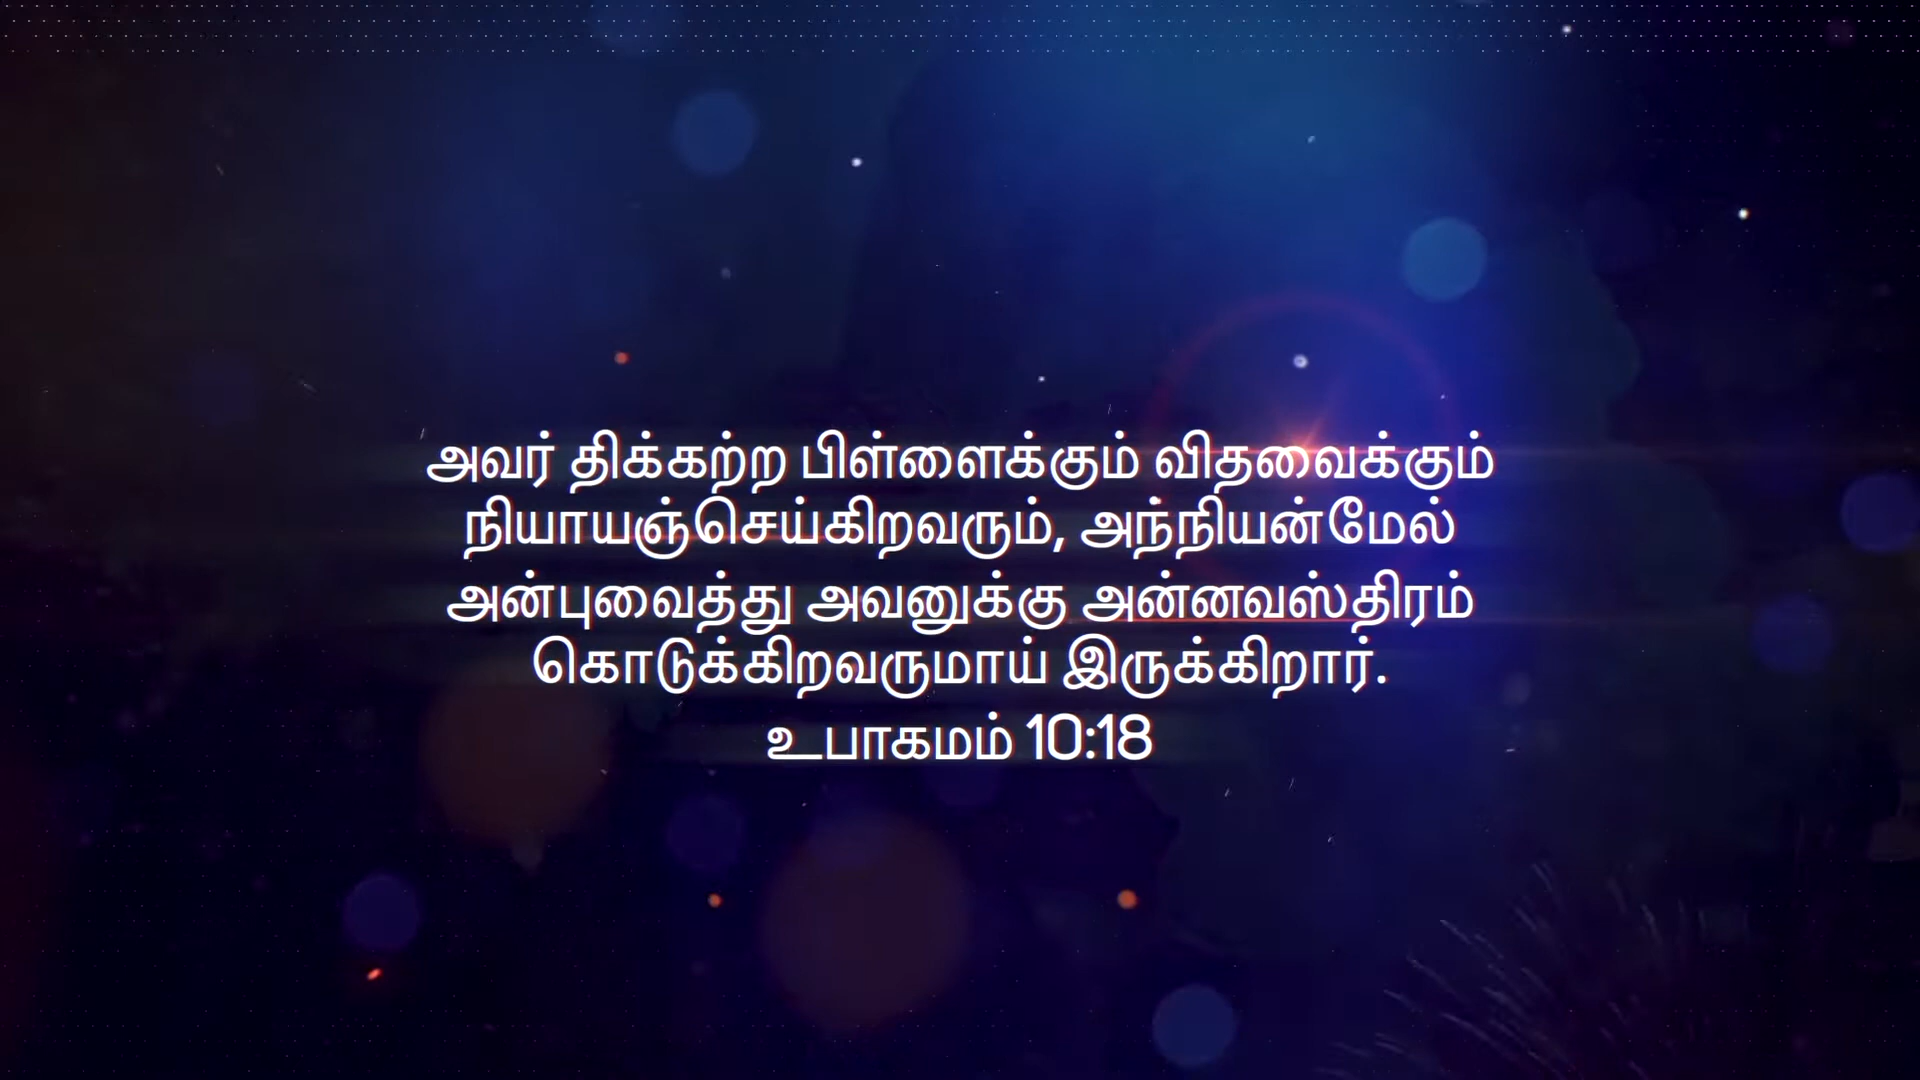 அவர் திக்கற்ற பிள்ளைக்கும் விதவைக்கும்
நியாயஞ்செய்கிறவரும், அந்நியன்மேல்
அன்புவைத்து அவனுக்கு அன்னவஸ்திரம்
கொடுக்கிறவருமாய் இருக்கிறார்.
உபாகமம் 10:18